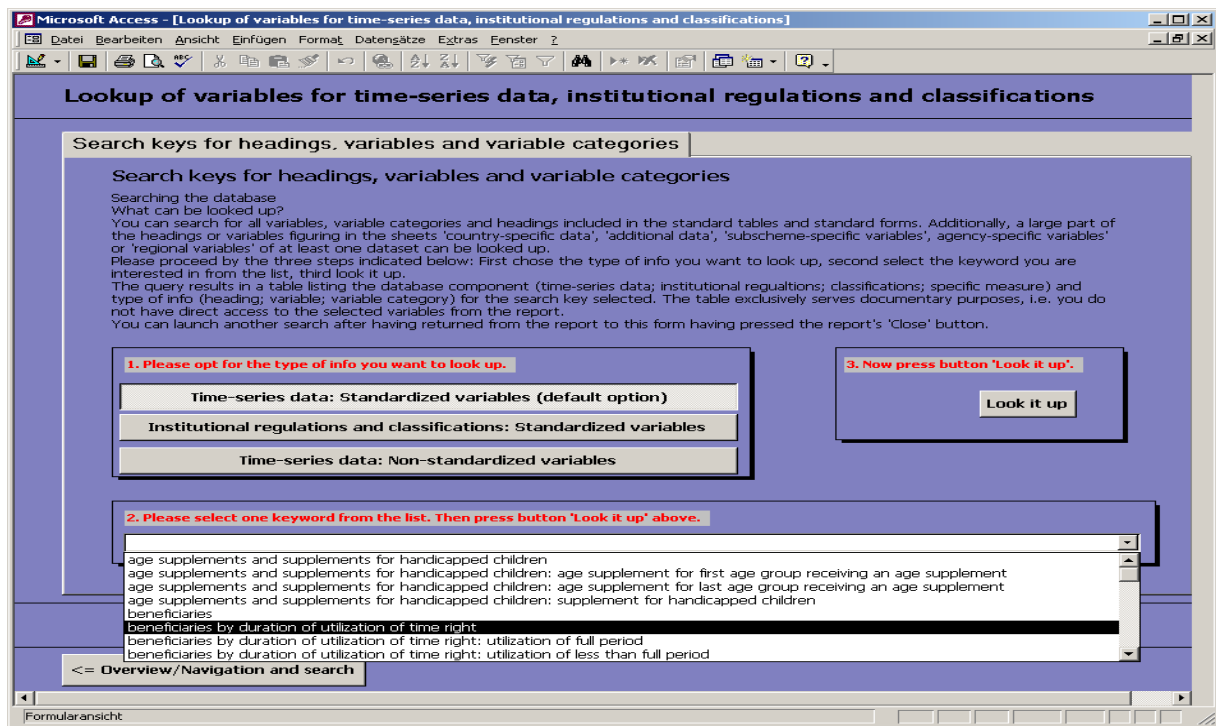 Microsoft Access - [Lookup of variables for time-series data, institutional regulations and classifications]
Datei Bearbeiten Ansicht Einfügen Format Datensätze Extras Fenster ?
Lookup of variables for time-series data, institutional regulations and classifications
Search keys for headings, variables and variable categories
Search keys for headings, variables and variable categories
Searching the database
What can be looked up?
You can search for all variables, variable categories and headings included in the standard tables and standard forms. Additionally, a large part of
the headings or variables figuring in the sheets 'country-specific data', 'additional data', 'subscheme-specific variables', agency-specific variables'
or 'regional variables' of at least one dataset can be looked up.
Please proceed by the three steps indicated below: First chose the type of info you want to look up, second select the keyword you are
interested in from the list, third look it up.
The query results in a table listing the database component (time-series data; institutional regualtions; classifications; specific measure) and
type of info (heading; variable; variable category) for the search key selected. The table exclusively serves documentary purposes, i.e. you do
not have direct access to the selected variables from the report.
You can launch another search after having returned from the report to this form having pressed the report's 'Close' button.
1. Please opt for the type of info you want to look up.
Time-series data: Standardized variables (default option)
Institutional regulations and classifications: Standardized variables
Time-series data: Non-standardized variables
3. Now press button 'Look it up'.
Look it up
2. Please select one keyword from the list. Then press button 'Look it up' above.
age supplements and supplements for handicapped children
age supplements and supplements for handicapped children: age supplement for first age group receiving an age supplement
age supplements and supplements for handicapped children: age supplement for last age group receiving an age supplement
age supplements and supplements for handicapped children: supplement for handicapped children
beneficiaries
beneficiaries by duration of utilization of time right
beneficiaries by duration of utilization of time right: utilization of full period
beneficiaries by duration of utilization of time right: utilization of less than full period
<= Overview/Navigation and search
Formularansicht